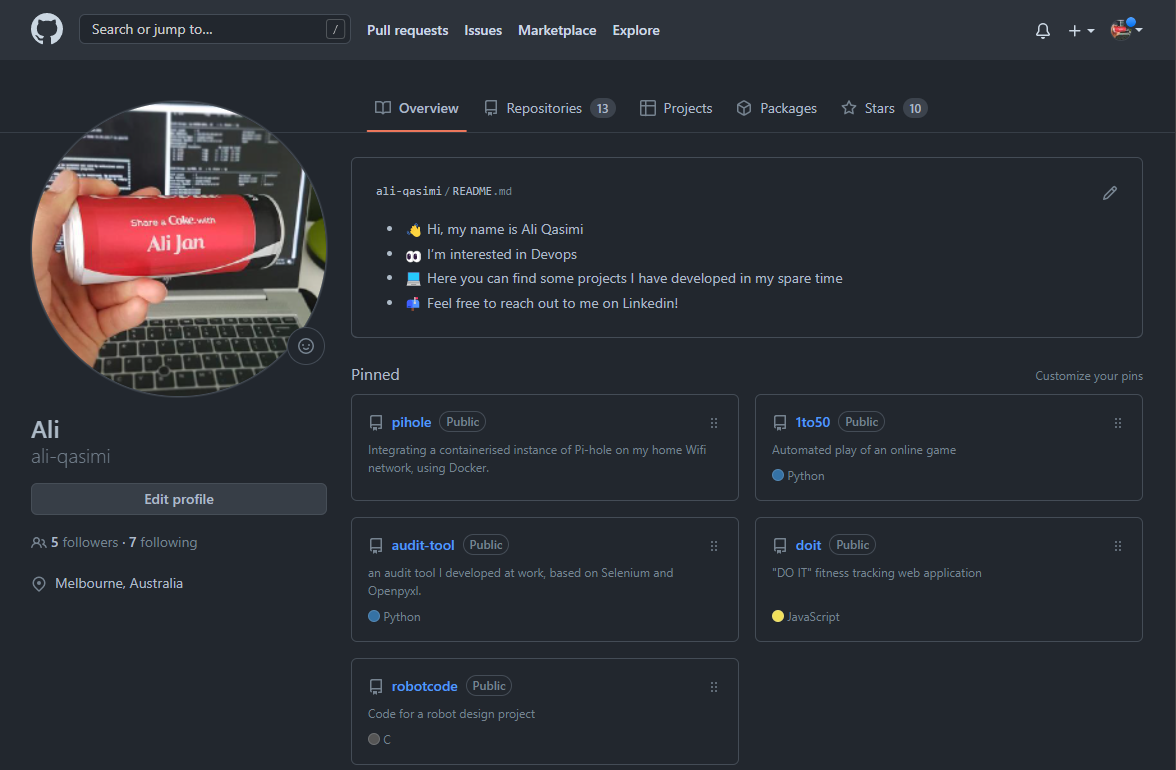 Search or jump to...
/
Pull requests
Issues
Marketplace
Explore
Overview
Repositories 13
Projects
Packages
Stars 10
Share a Coke with
Ali Jan
Ali
ali-qasimi
Edit profile
5 followers · 7 following
Melbourne, Australia
ali-qasimi/README.md
👋 Hi, my name is Ali Qasimi
👀 I'm interested in Devops
💻 Here you can find some projects I have developed in my spare time
📫 Feel free to reach out to me on Linkedin!
Pinned
Customize your pins
pihole Public
Integrating a containerised instance of Pi-hole on my home Wifi
network, using Docker.
1to50 Public
Automated play of an online game
Python
audit-tool Public
an audit tool I developed at work, based on Selenium and
Openpyxl.
Python
doit Public
"DO IT" fitness tracking web application
JavaScript
robotcode Public
Code for a robot design project
C